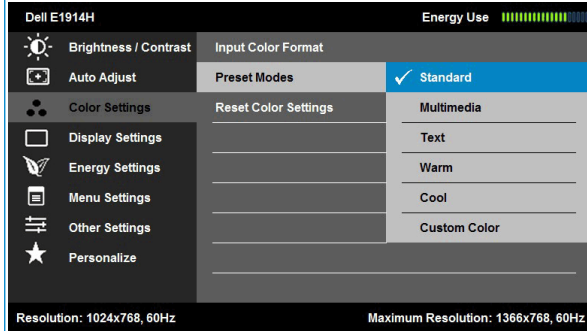 Dell E1914H Energy Use
Brightness / Contrast Input Color Format
Auto Adjust Preset Modes Standard
Color Settings Reset Color Settings Multimedia
Display Settings Text
Energy Settings Warm
Menu Settings Cool
Other Settings Custom Color
Personalize
Resolution: 1024x768, 60Hz Maximum Resolution: 1366x768, 60Hz